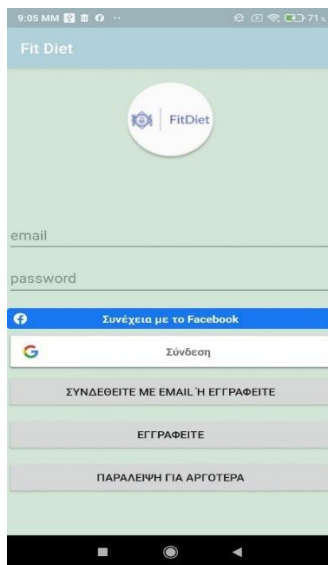 9:05 MM
71
Fit Diet
FitDiet
email
password
Συνέχεια με το Facebook
Σύνδεση
ΣΥΝΔΕΘΕΙΤΕ ΜΕ EMAIL Ή ΕΓΓΡΑΦΕΙΤΕ
ΕΓΓΡΑΦΕΙΤΕ
ΠΑΡΑΛΕΙΨΗ ΓΙΑ ΑΡΓΟΤΕΡΑ